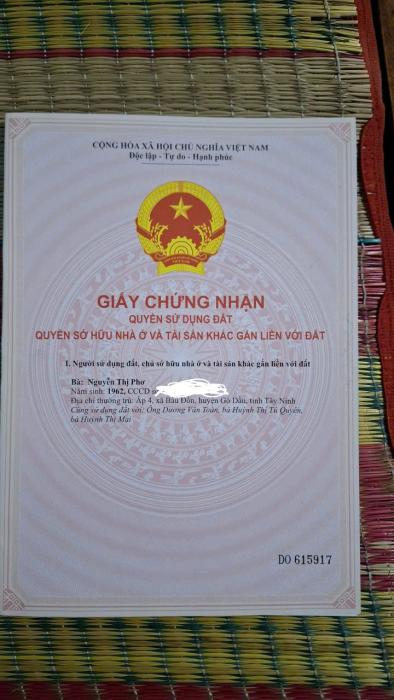 CỘNG HÒA XÃ HỘI CHỦ NGHĨA VIỆT NAM
Độc lập - Tự do - Hạnh phúc
GIẤY CHỨNG NHẬN
QUYỀN SỬ DỤNG ĐẤT
QUYỀN SỞ HỮU NHÀ Ở VÀ TÀI SẢN KHÁC GẮN LIỀN VỚI ĐẤT
I. Người sử dụng đất, chủ sở hữu nhà ở và tài sản khác gắn liền với đất
Bà: Nguyễn Thị Phơ
Năm sinh: 1962, CCCD
Địa chỉ thường trú: Ấp 4, xã Bàu Đồn, huyện Gò Dầu, tỉnh Tây Ninh
Cùng sử dụng đất với: Ông Dương Văn Toàn, bà Huỳnh Thị Tú Quyên,
bà Huỳnh Thị Mai
DO 615917